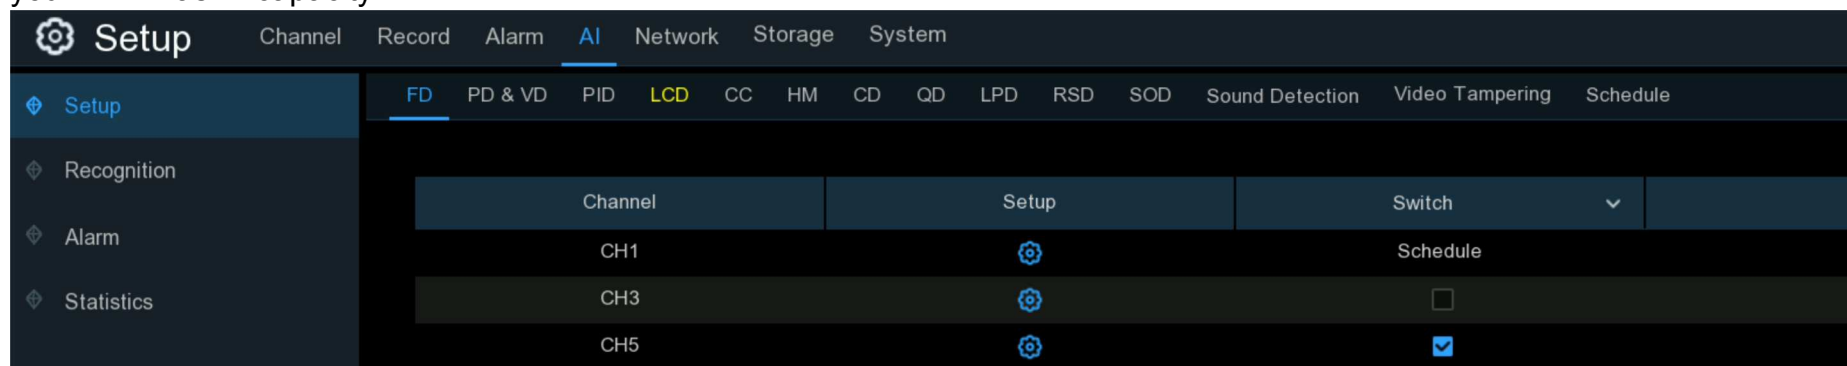 Setup Channel Record Alarm AI Network Storage System
Setup
Recognition
Alarm
Statistics
FD PD & VD PID LCD CC HM CD QD LPD RSD SOD Sound Detection Video Tampering Schedule
Channel Setup Switch
CH1 Schedule
CH3
CH5